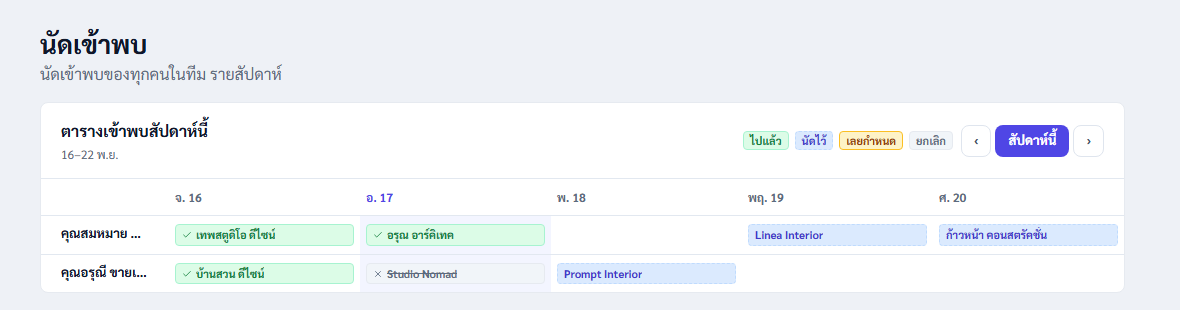 นัดเข้าพบ
นัดเข้าพบของทุกคนในทีม รายสัปดาห์
ตารางเข้าพบสัปดาห์นี้
16–22 พ.ย.
ไปแล้ว นัดไว้ เลยกำหนด ยกเลิก ‹ สัปดาห์นี้ ›
จ. 16 อ. 17 พ. 18 พฤ. 19 ศ. 20
คุณสมหมาย ... ✓ เทพสตูดิโอ ดีไซน์ ✓ อรุณ อาร์คิเทค Linea Interior ก้าวหน้า คอนสตรัคชั่น
คุณอรุณี ขายเ... ✓ บ้านสวน ดีไซน์ × Studio Nomad Prompt Interior